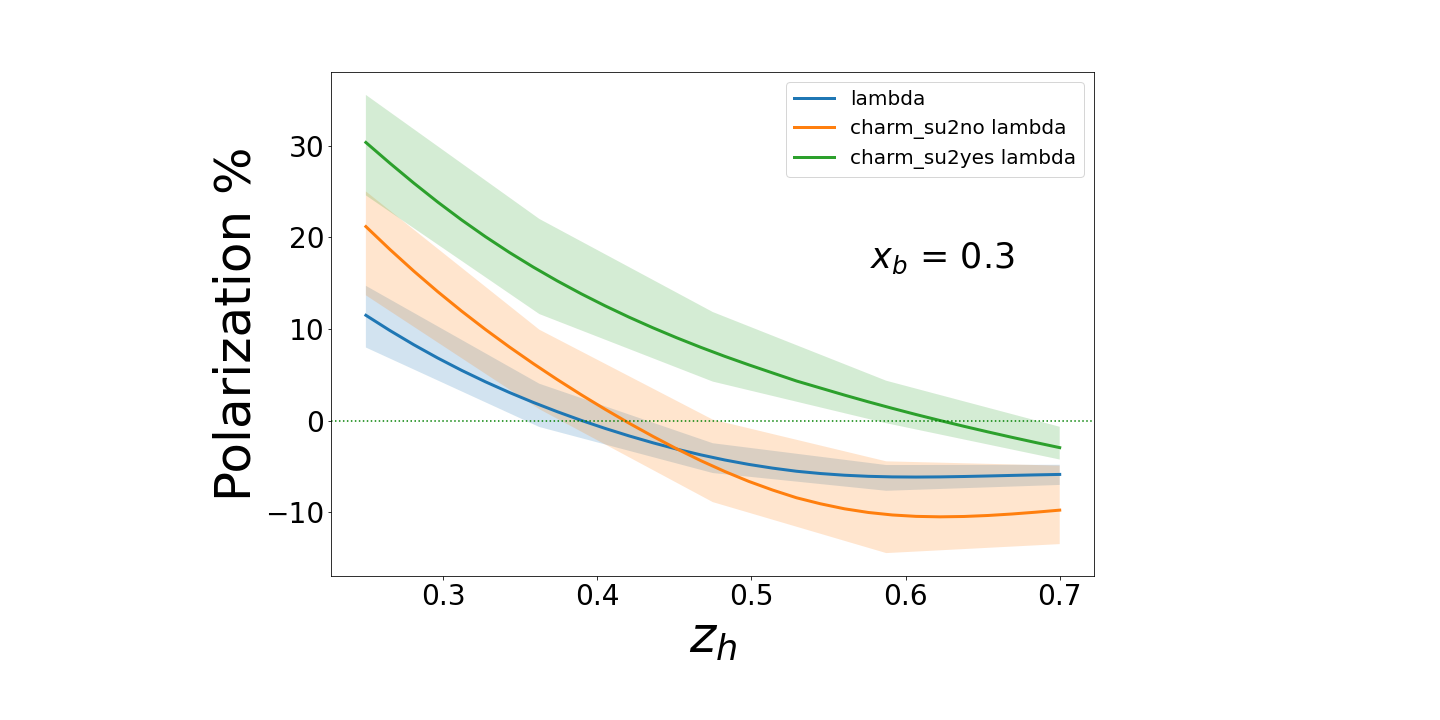 lambda
charm_su2no lambda
charm_su2yes lambda
x_b = 0.3
Polarization %
30
20
10
0
−10
0.3 0.4 0.5 0.6 0.7
z_h